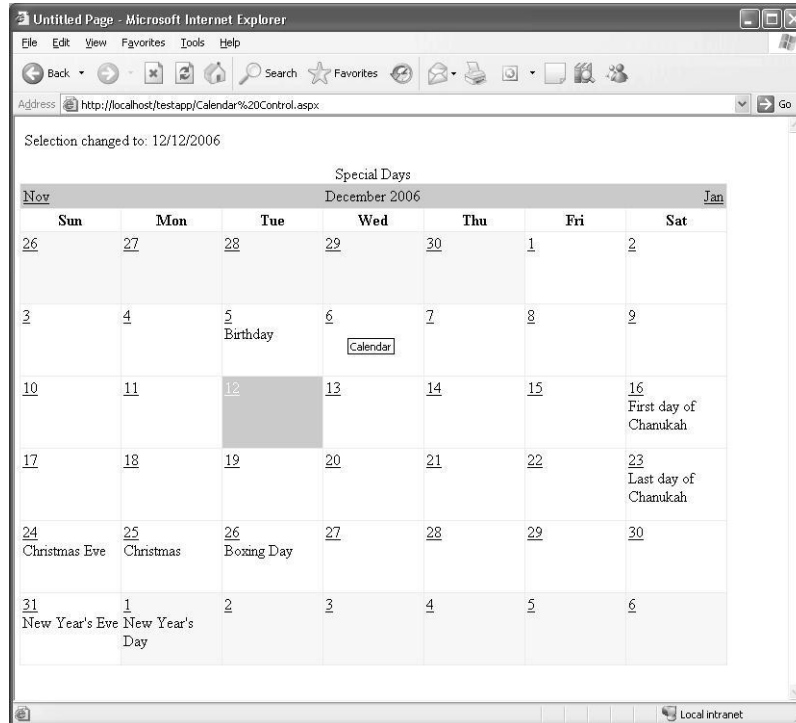 Untitled Page - Microsoft Internet Explorer
File Edit View Favorites Tools Help
Back Search Favorites
Address http://localhost/testapp/Calendar%20Control.aspx Go
Selection changed to: 12/12/2006
Special Days
Nov December 2006 Jan
Sun Mon Tue Wed Thu Fri Sat
26 27 28 29 30 1 2
3 4 5 6 7 8 9
Birthday
Calendar
10 11 12 13 14 15 16
First day of
Chanukah
17 18 19 20 21 22 23
Last day of
Chanukah
24 25 26 27 28 29 30
Christmas Eve Christmas Boxing Day
31 1 2 3 4 5 6
New Year's Eve New Year's
Day
Local intranet